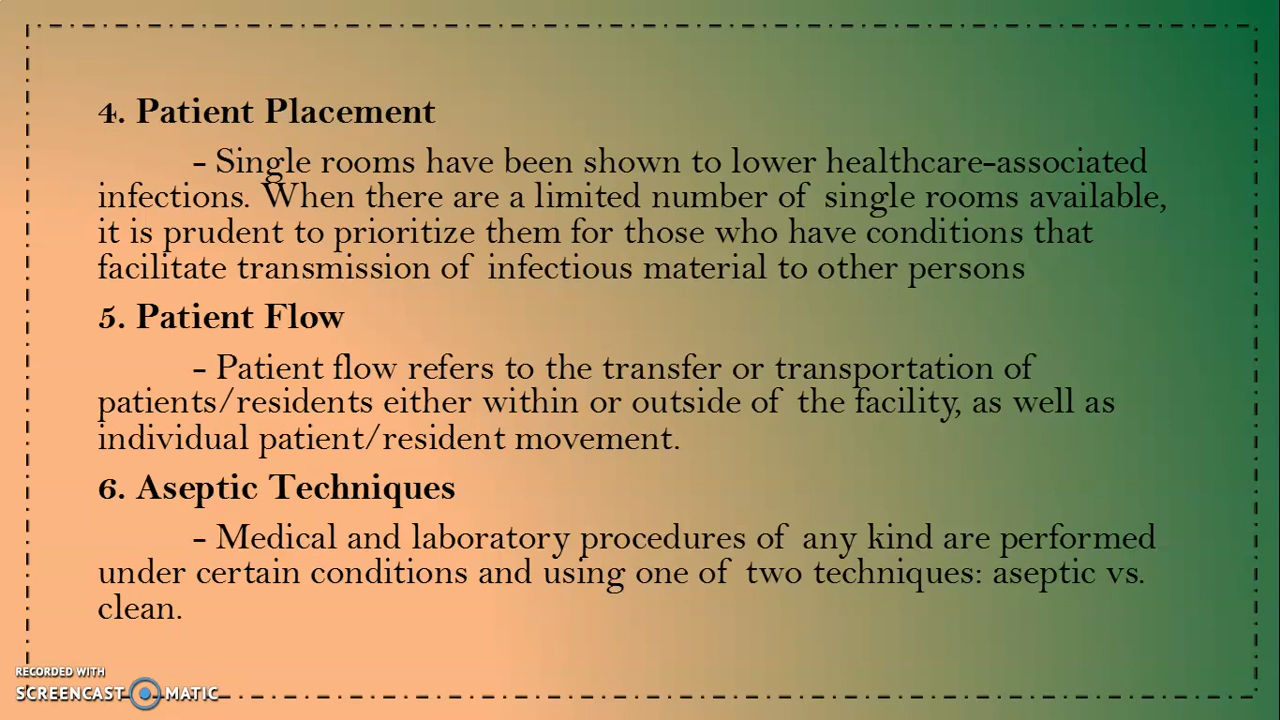 4. Patient Placement
- Single rooms have been shown to lower healthcare-associated
infections. When there are a limited number of single rooms available,
it is prudent to prioritize them for those who have conditions that
facilitate transmission of infectious material to other persons
5. Patient Flow
- Patient flow refers to the transfer or transportation of
patients/residents either within or outside of the facility, as well as
individual patient/resident movement.
6. Aseptic Techniques
- Medical and laboratory procedures of any kind are performed
under certain conditions and using one of two techniques: aseptic vs.
clean.
RECORDED WITH
SCREENCAST MATIC